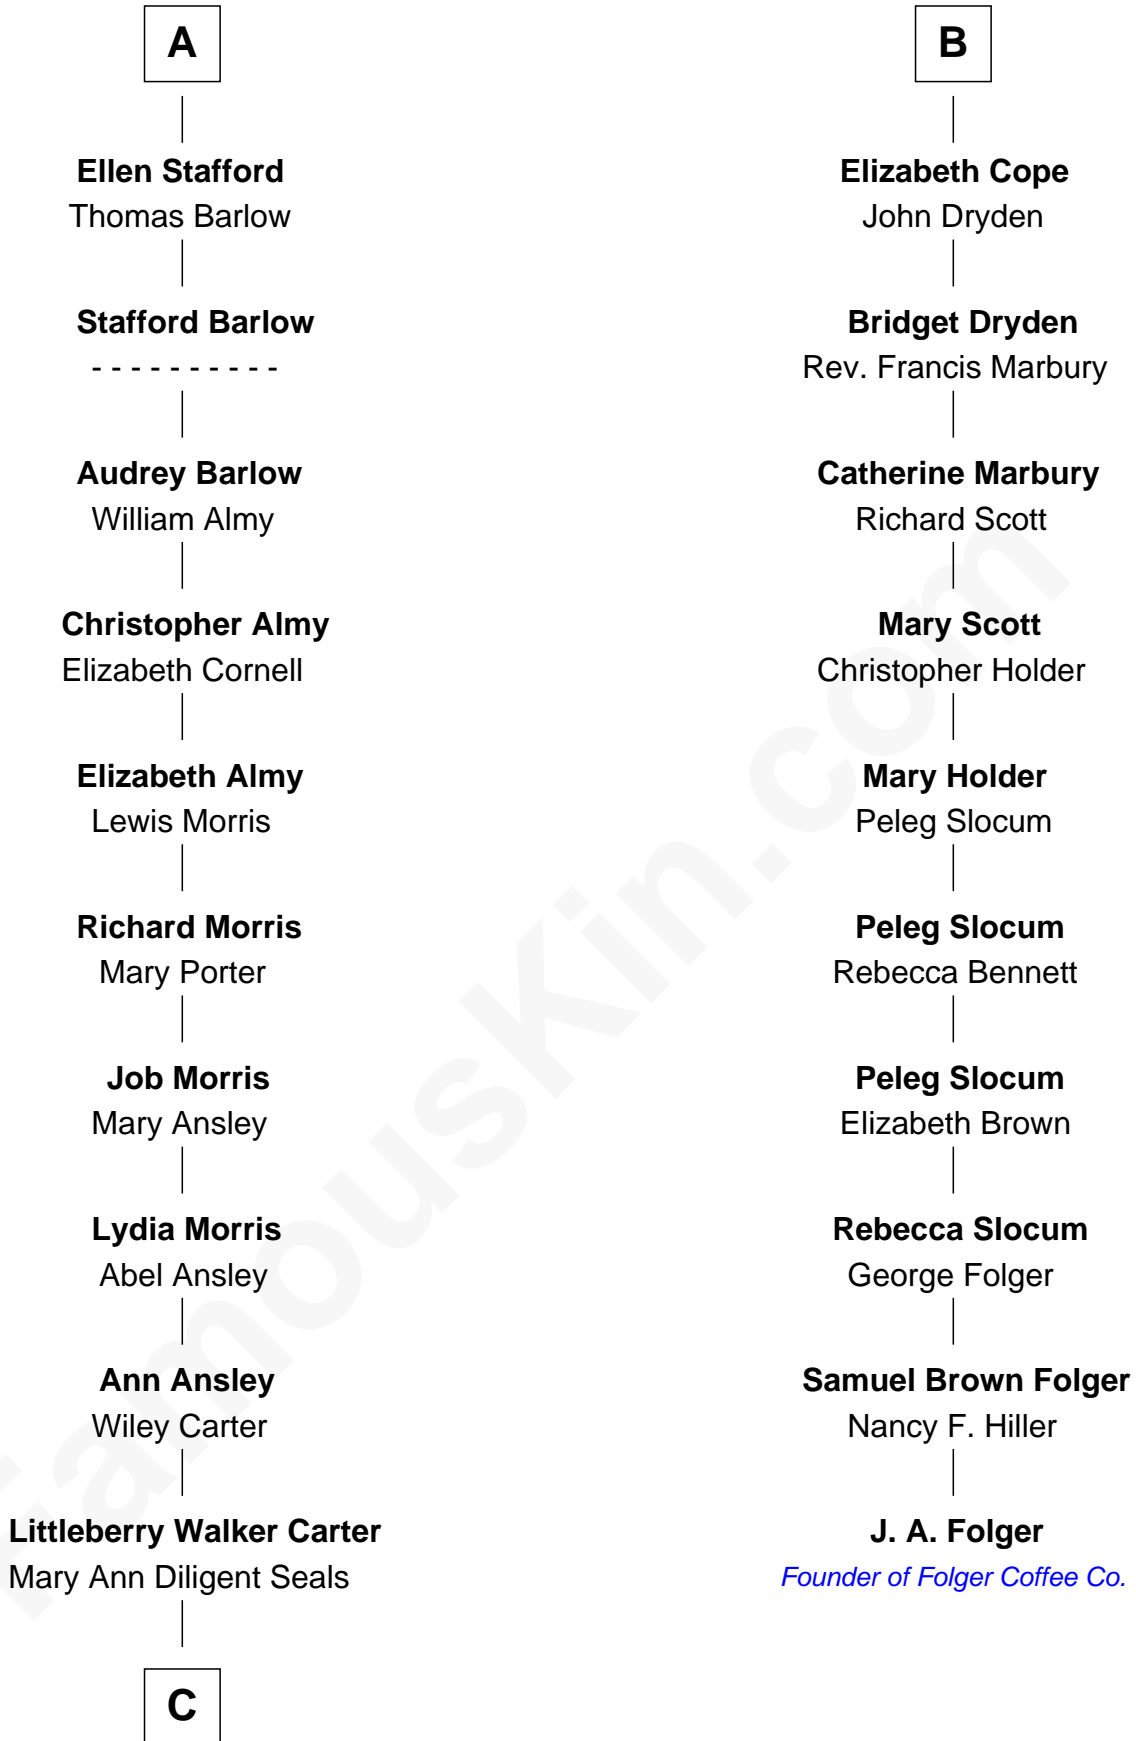 A
Ellen Stafford
Thomas Barlow
Stafford Barlow
- - - - - - - - - -
Audrey Barlow
William Almy
Christopher Almy
Elizabeth Cornell
Elizabeth Almy
Lewis Morris
Richard Morris
Mary Porter
Job Morris
Mary Ansley
Lydia Morris
Abel Ansley
Ann Ansley
Wiley Carter
Littleberry Walker Carter
Mary Ann Diligent Seals
C
B
Elizabeth Cope
John Dryden
Bridget Dryden
Rev. Francis Marbury
Catherine Marbury
Richard Scott
Mary Scott
Christopher Holder
Mary Holder
Peleg Slocum
Peleg Slocum
Rebecca Bennett
Peleg Slocum
Elizabeth Brown
Rebecca Slocum
George Folger
Samuel Brown Folger
Nancy F. Hiller
J. A. Folger
Founder of Folger Coffee Co.
FamousKin.com